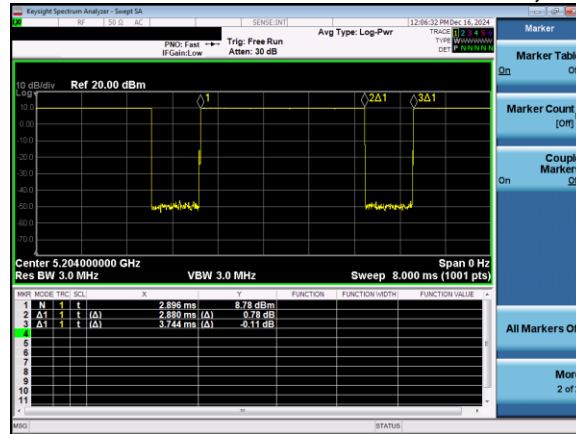 Keysight Spectrum Analyzer - Swept SA
RF 50 Ω AC SENSE:INT 12:06:32 PM Dec 16, 2024
Avg Type: Log-Pwr
TRACE 1 2 3 4 5 6
TYPE WWWWWW
DET P N N N N N
PNO: Fast Trig: Free Run
IFGain:Low Atten: 30 dB
10 dB/div Ref 20.00 dBm
Log
1 2Δ1 3Δ1
10.0
0.00
-10.0
-20.0
-30.0
-40.0
-50.0
-60.0
-70.0
Center 5.204000000 GHz Span 0 Hz
Res BW 3.0 MHz VBW 3.0 MHz Sweep 8.000 ms (1001 pts)
MKR MODE TRC SCL X Y FUNCTION FUNCTION WIDTH FUNCTION VALUE
1 N 1 t 2.896 ms 8.78 dBm
2 Δ1 1 t (Δ) 2.880 ms (Δ) 0.78 dB
3 Δ1 1 t (Δ) 3.744 ms (Δ) -0.11 dB
4
5
6
7
8
9
10
11
MSG STATUS
Marker
Marker Table
On Of
Marker Count
[Off]
Couple
Markers
On Of
All Markers Of
More
2 of